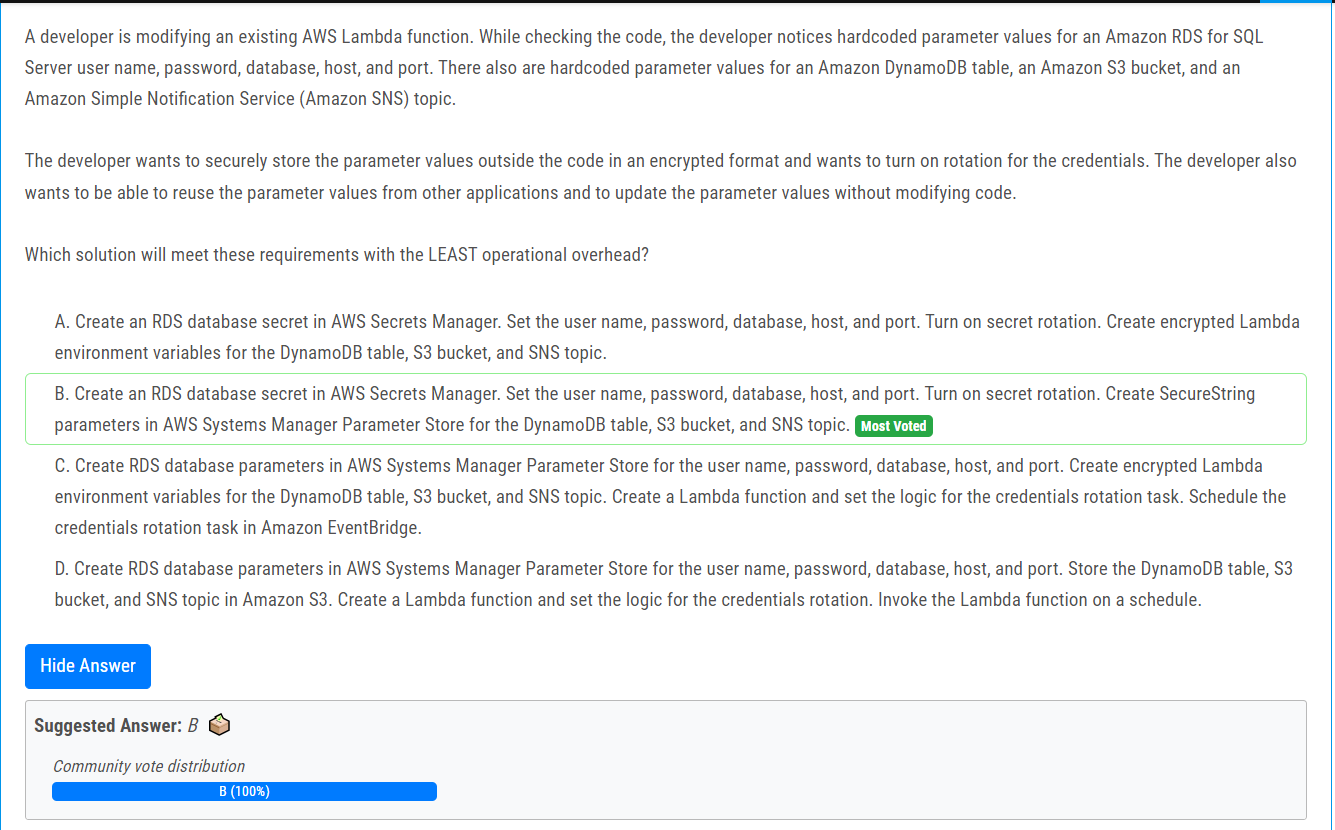 A developer is modifying an existing AWS Lambda function. While checking the code, the developer notices hardcoded parameter values for an Amazon RDS for SQL
Server user name, password, database, host, and port. There also are hardcoded parameter values for an Amazon DynamoDB table, an Amazon S3 bucket, and an
Amazon Simple Notification Service (Amazon SNS) topic.
The developer wants to securely store the parameter values outside the code in an encrypted format and wants to turn on rotation for the credentials. The developer also
wants to be able to reuse the parameter values from other applications and to update the parameter values without modifying code.
Which solution will meet these requirements with the LEAST operational overhead?
A. Create an RDS database secret in AWS Secrets Manager. Set the user name, password, database, host, and port. Turn on secret rotation. Create encrypted Lambda
environment variables for the DynamoDB table, S3 bucket, and SNS topic.
B. Create an RDS database secret in AWS Secrets Manager. Set the user name, password, database, host, and port. Turn on secret rotation. Create SecureString
parameters in AWS Systems Manager Parameter Store for the DynamoDB table, S3 bucket, and SNS topic. Most Voted
C. Create RDS database parameters in AWS Systems Manager Parameter Store for the user name, password, database, host, and port. Create encrypted Lambda
environment variables for the DynamoDB table, S3 bucket, and SNS topic. Create a Lambda function and set the logic for the credentials rotation task. Schedule the
credentials rotation task in Amazon EventBridge.
D. Create RDS database parameters in AWS Systems Manager Parameter Store for the user name, password, database, host, and port. Store the DynamoDB table, S3
bucket, and SNS topic in Amazon S3. Create a Lambda function and set the logic for the credentials rotation. Invoke the Lambda function on a schedule.
Hide Answer
Suggested Answer: B
Community vote distribution
B (100%)